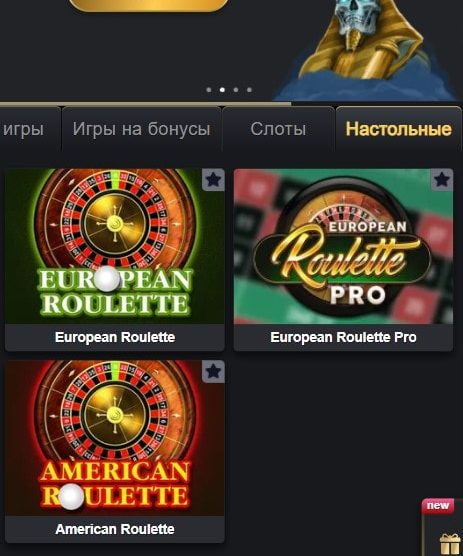 игры
Игры на бонусы
Слоты
Настольные
EUROPEAN
ROULETTE
EUROPEAN
Roulette
PRO
European Roulette
European Roulette Pro
AMERICAN
ROULETTE
American Roulette
new